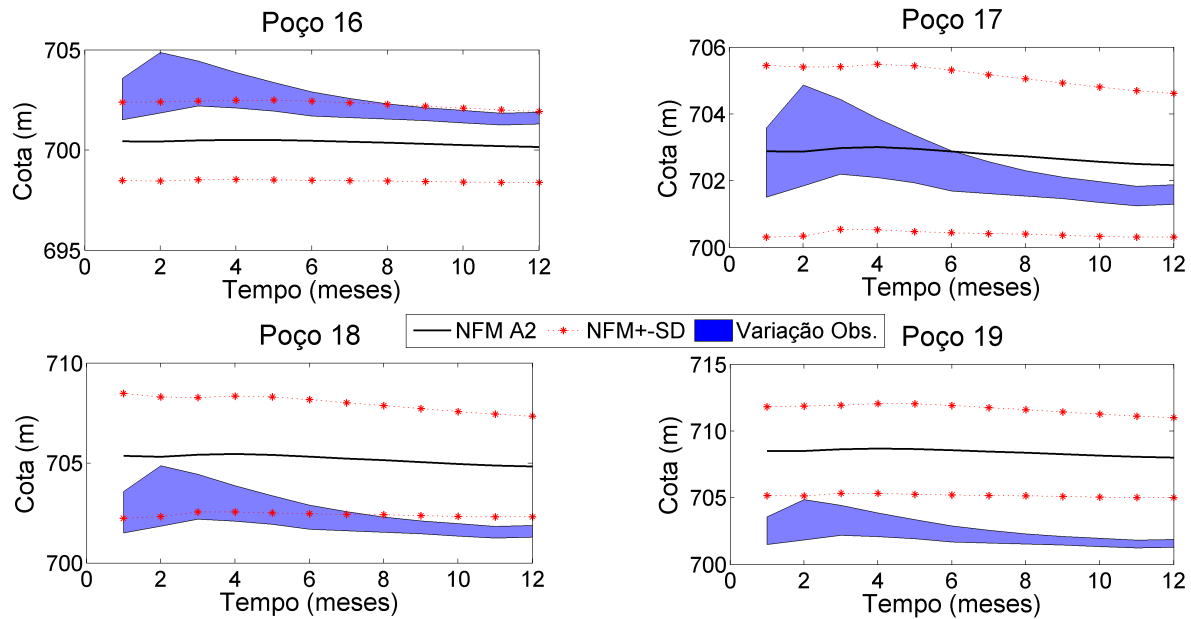 Poço 16
Cota (m)
705
700
695
0 2 4 6 8 10 12
Tempo (meses)
Poço 17
Cota (m)
706
704
702
700
0 2 4 6 8 10 12
Tempo (meses)
NFM A2 NFM+-SD Variação Obs.
Poço 18
Cota (m)
710
705
700
0 2 4 6 8 10 12
Tempo (meses)
Poço 19
Cota (m)
715
710
705
700
0 2 4 6 8 10 12
Tempo (meses)